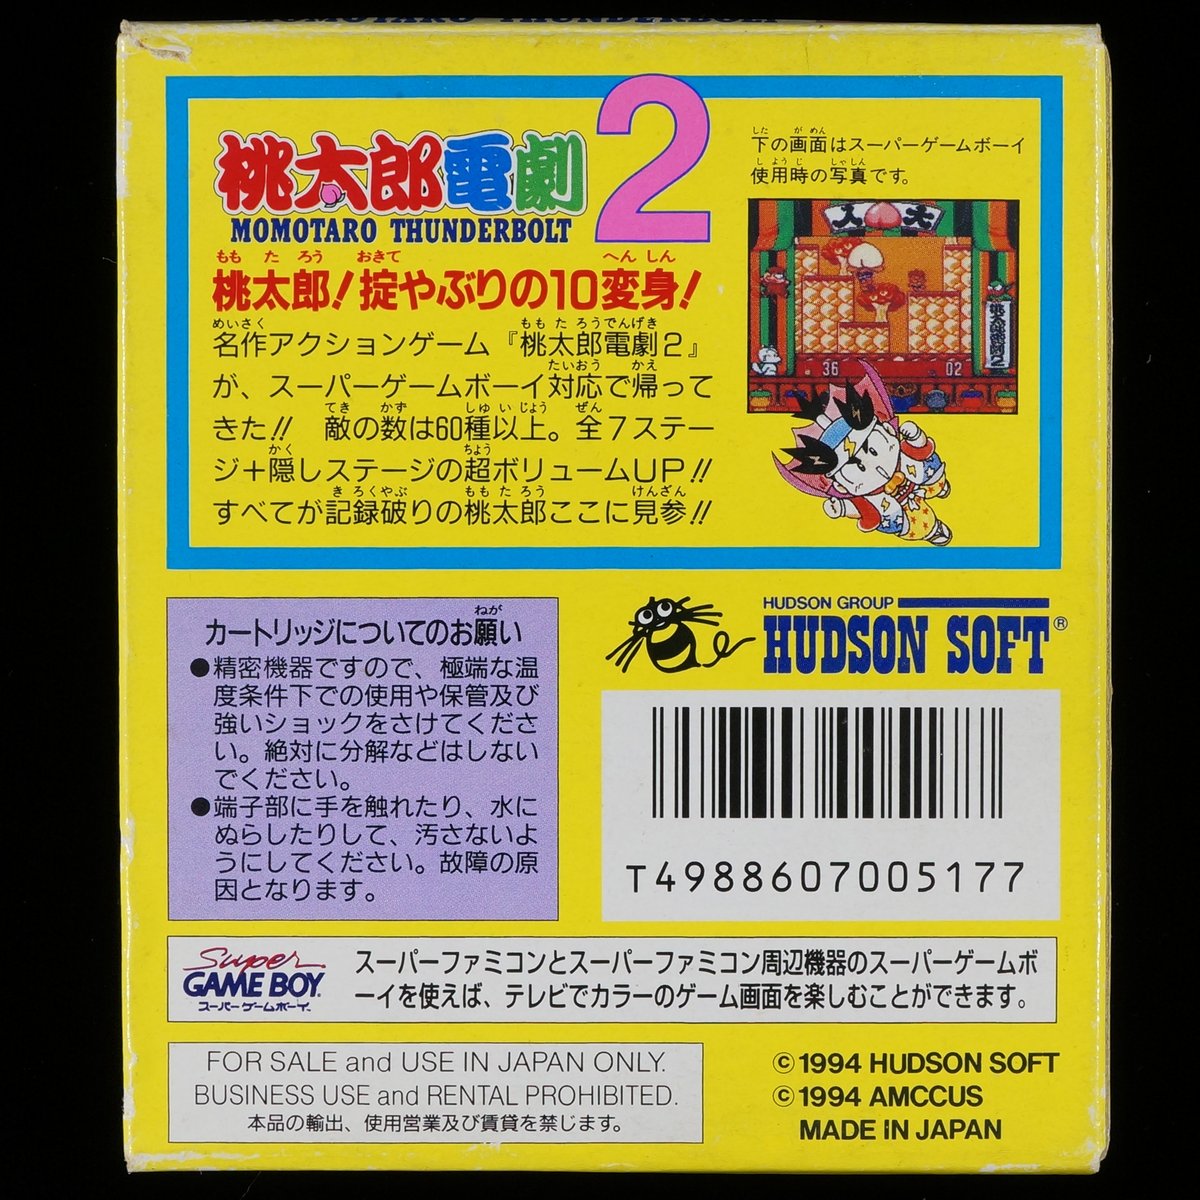 MOMOTARO THUNDERBOLT
桃太郎電劇2
MOMOTARO THUNDERBOLT
桃太郎!掟やぶりの10変身!
名作アクションゲーム『桃太郎電劇2』
が、スーパーゲームボーイ対応で帰って
きた!! 敵の数は60種以上。全7ステー
ジ+隠しステージの超ボリュームUP!!
すべてが記録破りの桃太郎ここに見参!!
下の画面はスーパーゲームボーイ
使用時の写真です。
桃太郎電劇2
36 02
カートリッジについてのお願い
●精密機器ですので、極端な温
度条件下での使用や保管及び
強いショックをさけてくださ
い。絶対に分解などはしない
でください。
●端子部に手を触れたり、水に
ぬらしたりして、汚さないよ
うにしてください。故障の原
因となります。
HUDSON GROUP
HUDSON SOFT®
T4988607005177
Super
GAME BOY
スーパーゲームボーイ™
スーパーファミコンとスーパーファミコン周辺機器のスーパーゲームボ
ーイを使えば、テレビでカラーのゲーム画面を楽しむことができます。
FOR SALE and USE IN JAPAN ONLY.
BUSINESS USE and RENTAL PROHIBITED.
本品の輸出、使用営業及び賃貸を禁じます。
© 1994 HUDSON SOFT
© 1994 AMCCUS
MADE IN JAPAN